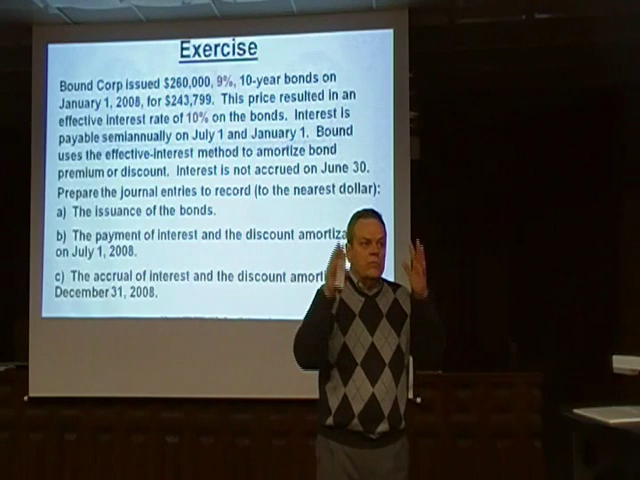 Exercise
Bound Corp issued $260,000, 9%, 10-year bonds on
January 1, 2008, for $243,799. This price resulted in an
effective interest rate of 10% on the bonds. Interest is
payable semiannually on July 1 and January 1. Bound
uses the effective-interest method to amortize bond
premium or discount. Interest is not accrued on June 30.
Prepare the journal entries to record (to the nearest dollar):
a) The issuance of the bonds.
b) The payment of interest and the discount amortiza
on July 1, 2008.
c) The accrual of interest and the discount amorti
December 31, 2008.